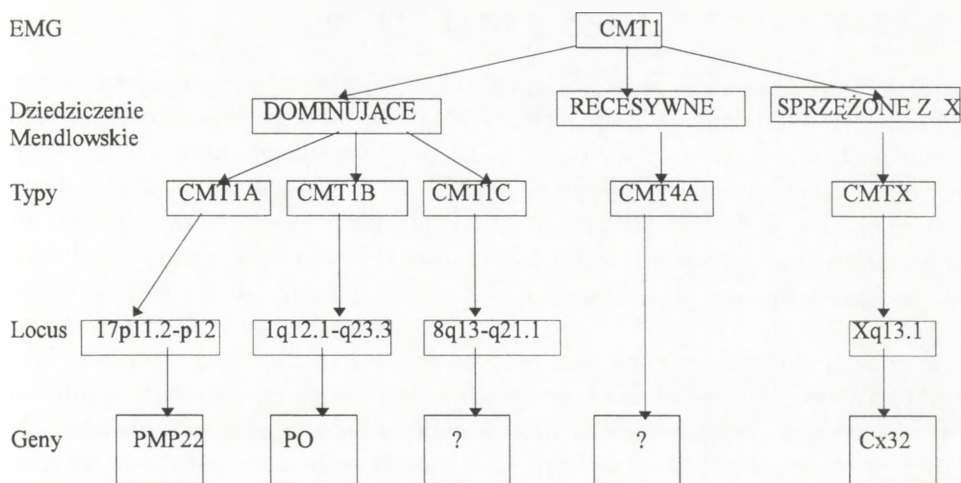 EMG CMT1
Dziedziczenie Mendlowskie DOMINUJĄCE RECESYWNE SPRZĘŻONE Z X
Typy CMT1A CMT1B CMT1C CMT4A CMTX
Locus 17p11.2-p12 1q12.1-q23.3 8q13-q21.1 Xq13.1
Geny PMP22 PO ? ? Cx32